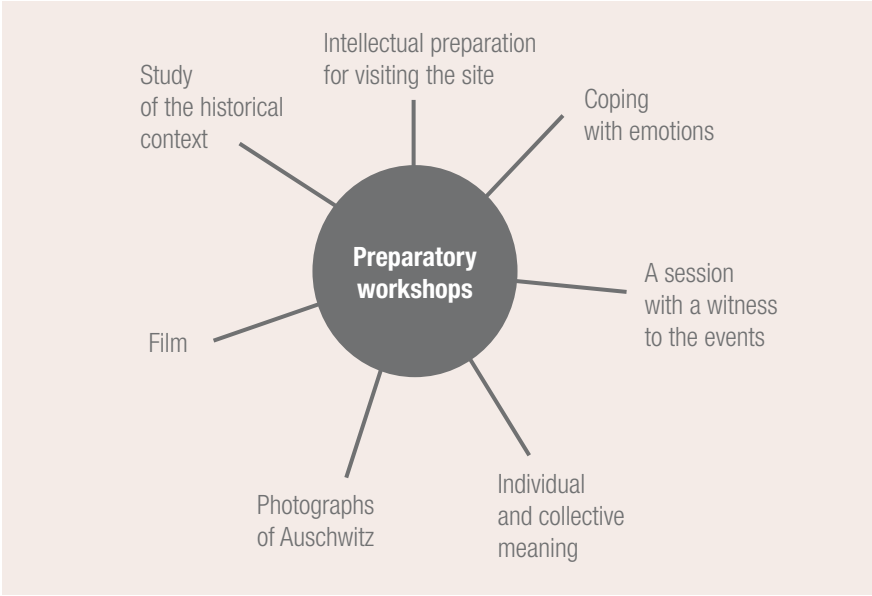 Intellectual preparation
for visiting the site
Study
of the historical
context
Coping
with emotions
Preparatory
workshops
A session
with a witness
to the events
Film
Individual
and collective
meaning
Photographs
of Auschwitz